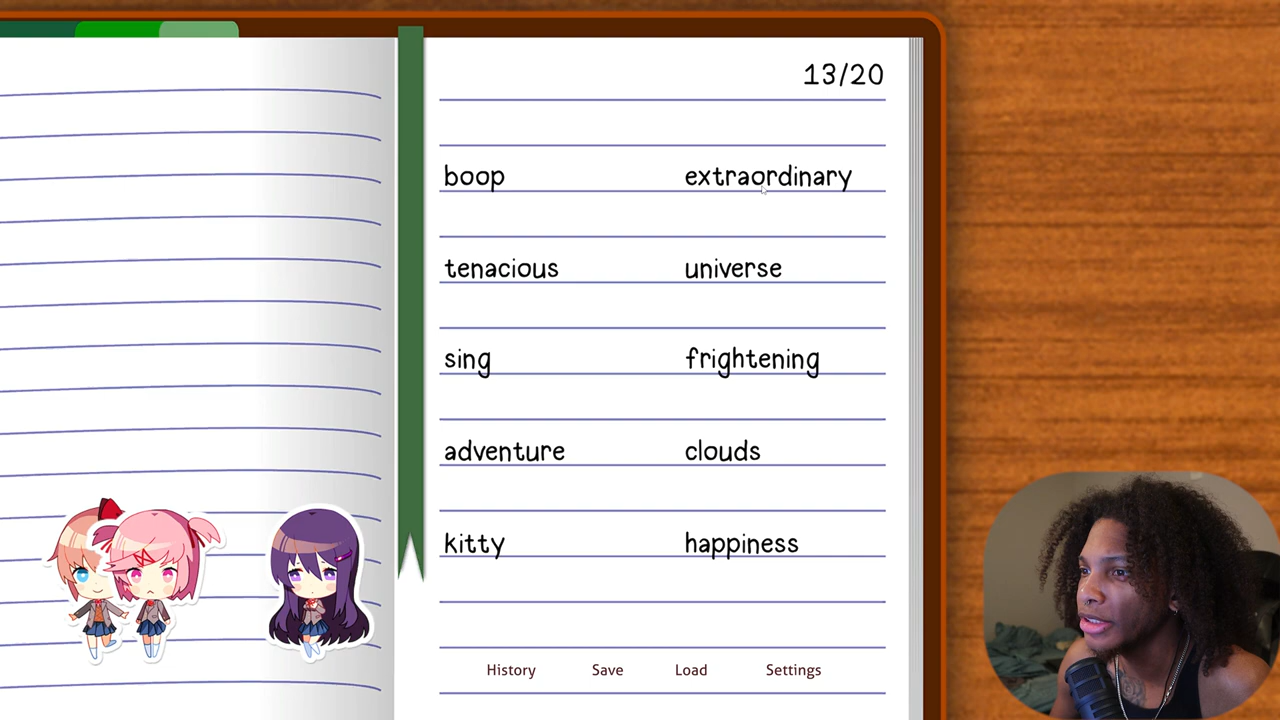 13/20
boop extraordinary
tenacious universe
sing frightening
adventure clouds
kitty happiness
History Save Load Settings